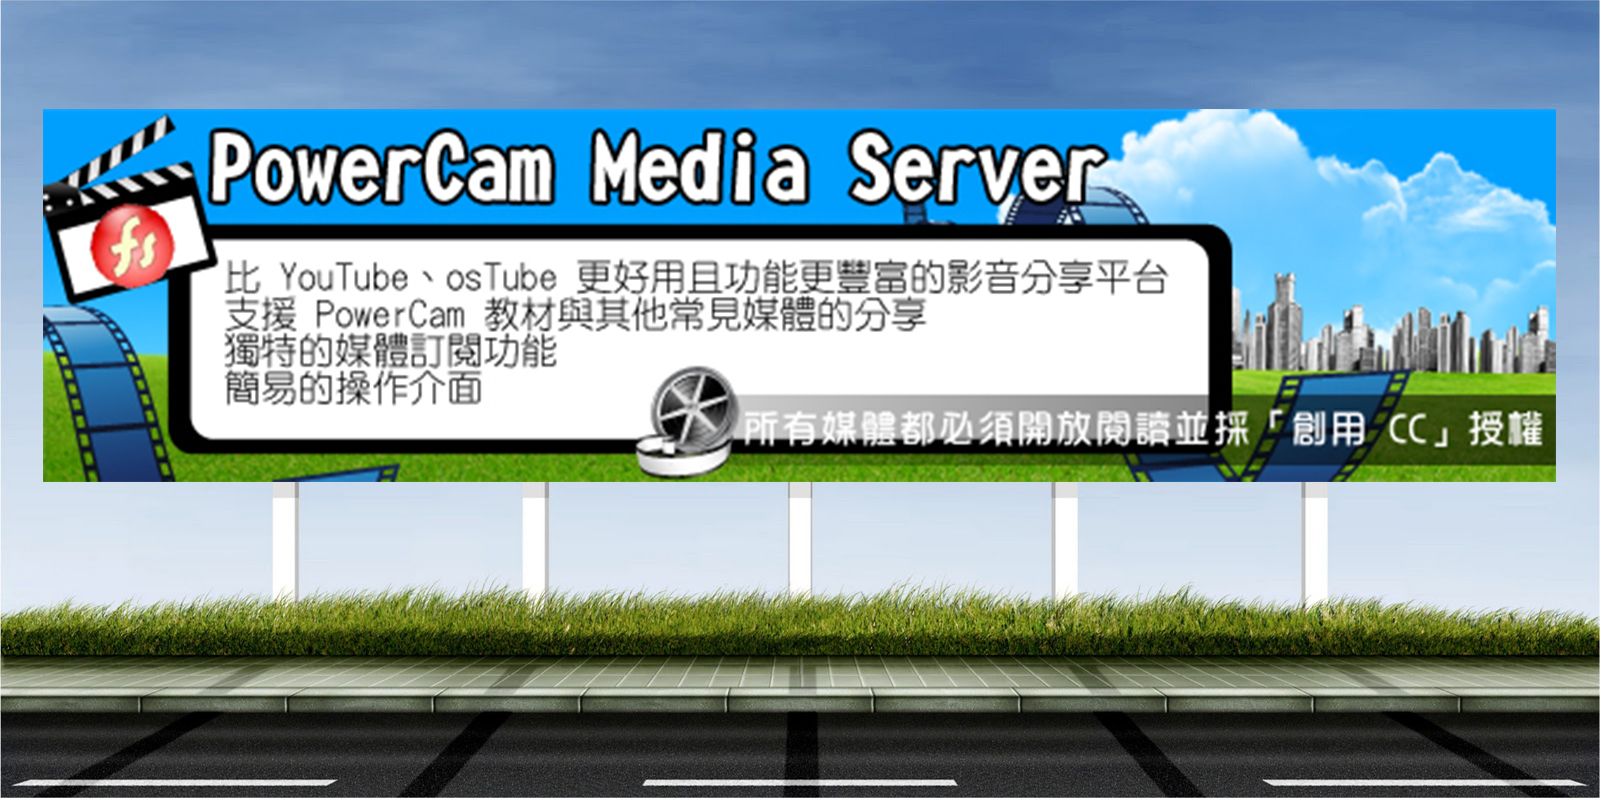 PowerCam Media Server
fs
比 YouTube、osTube 更好用且功能更豐富的影音分享平台
支援 PowerCam 教材與其他常見媒體的分享
獨特的媒體訂閱功能
簡易的操作介面
所有媒體都必須開放閱讀並採「創用 CC」授權